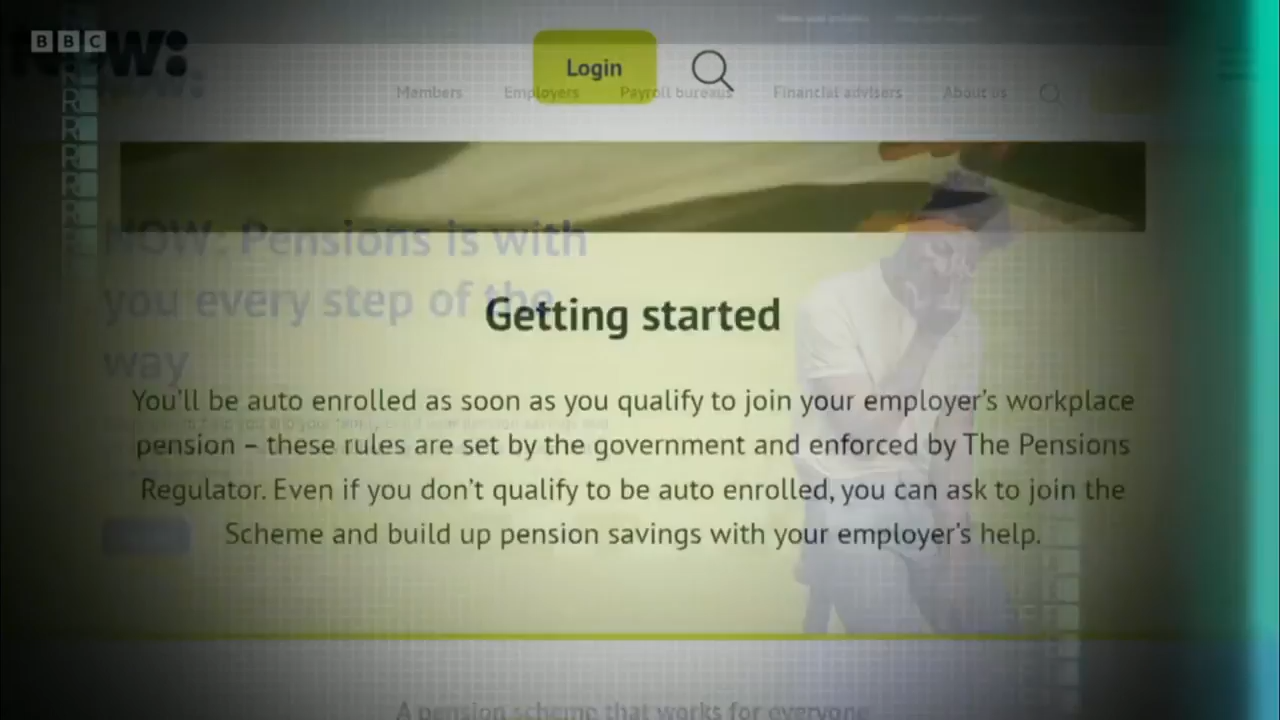 BBC
NOW:
Login
Members Employers Payroll bureaus Financial advisers About us
NOW: Pensions is with
you every step of the
way
Getting started
You'll be auto enrolled as soon as you qualify to join your employer's workplace
pension – these rules are set by the government and enforced by The Pensions
Regulator. Even if you don't qualify to be auto enrolled, you can ask to join the
Scheme and build up pension savings with your employer's help.
A pension scheme that works for everyone